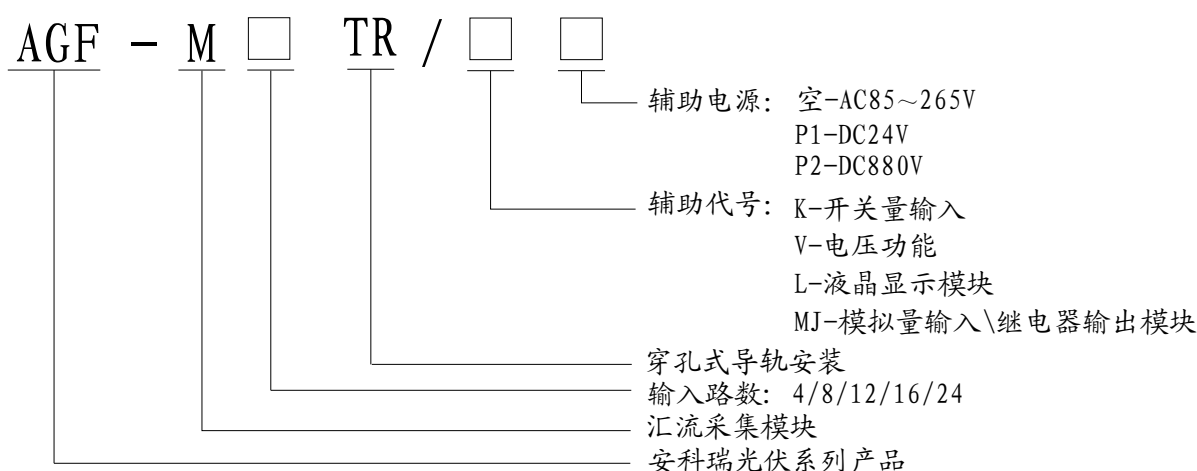 AGF - M □ TR / □ □
辅助电源: 空-AC85～265V
P1-DC24V
P2-DC880V
辅助代号: K-开关量输入
V-电压功能
L-液晶显示模块
MJ-模拟量输入\继电器输出模块
穿孔式导轨安装
输入路数: 4/8/12/16/24
汇流采集模块
安科瑞光伏系列产品